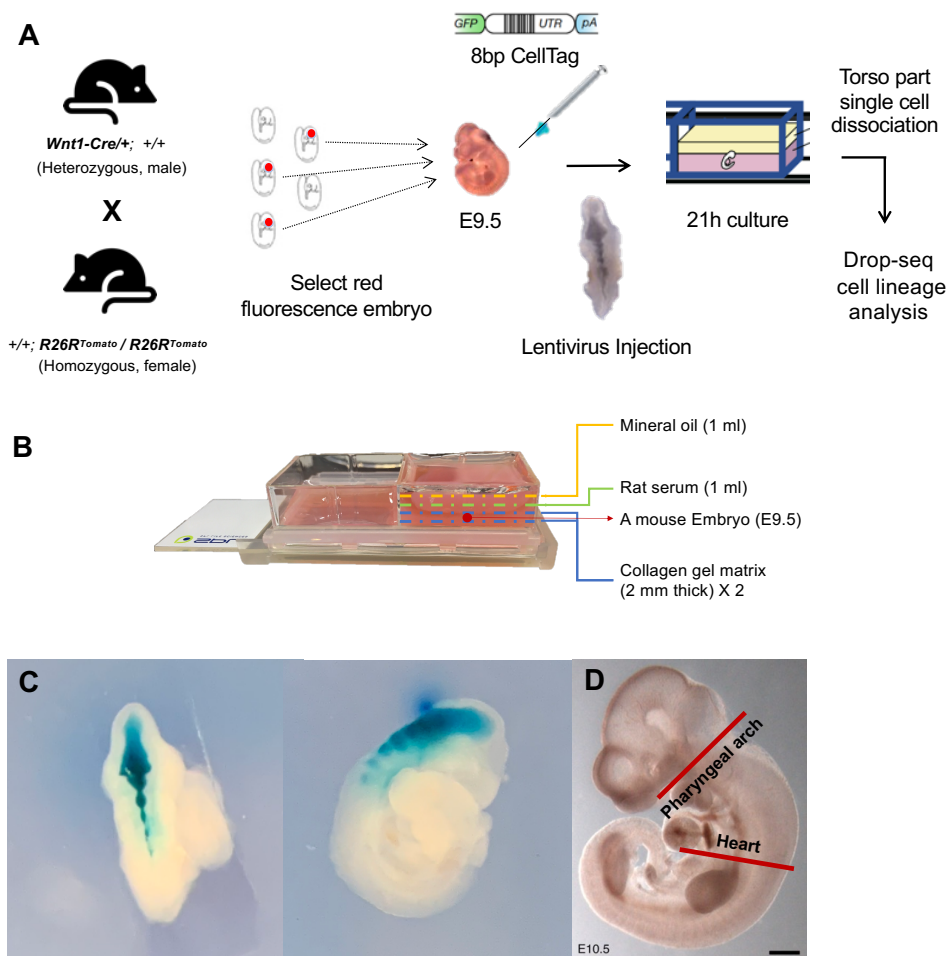 A
GFP
UTR
pA
8bp CellTag
Wnt1-Cre/+; +/+
(Heterozygous, male)
X
+/+; R26RTomato / R26RTomato
(Homozygous, female)
Select red
fluorescence embryo
E9.5
Lentivirus Injection
21h culture
Torso part
single cell
dissociation
Drop-seq
cell lineage
analysis
B
Mineral oil (1 ml)
Rat serum (1 ml)
A mouse Embryo (E9.5)
Collagen gel matrix
(2 mm thick) X 2
C
D
Pharyngeal arch
Heart
E10.5